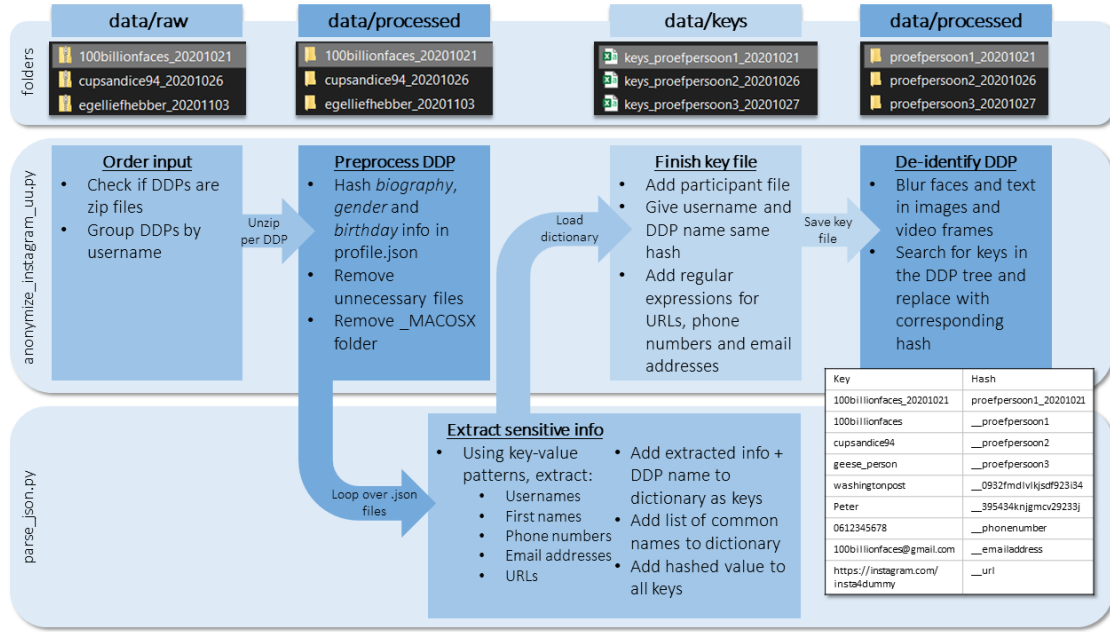 data/raw
data/processed
data/keys
data/processed
folders
100billionfaces_20201021
cupsandice94_20201026
egelliefhebber_20201103
100billionfaces_20201021
cupsandice94_20201026
egelliefhebber_20201103
keys_proefpersoon1_20201021
keys_proefpersoon2_20201026
keys_proefpersoon3_20201027
proefpersoon1_20201021
proefpersoon2_20201026
proefpersoon3_20201027
anonymize_instagram_uu.py
Order input
• Check if DDPs are
zip files
• Group DDPs by
username
Unzip
per DDP
Preprocess DDP
• Hash biography,
gender and
birthday info in
profile.json
• Remove
unnecessary files
• Remove _MACOSX
folder
Load
dictionary
Finish key file
• Add participant file
• Give username and
DDP name same
hash
• Add regular
expressions for
URLs, phone
numbers and email
addresses
Save key
file
De-identify DDP
• Blur faces and text
in images and
video frames
• Search for keys in
the DDP tree and
replace with
corresponding
hash
parse_json.py
Loop over .json
files
Extract sensitive info
• Using key-value
patterns, extract:
• Usernames
• First names
• Phone numbers
• Email addresses
• URLs
• Add extracted info +
DDP name to
dictionary as keys
• Add list of common
names to dictionary
• Add hashed value to
all keys
Key Hash
100billionfaces_20201021 proefpersoon1_20201021
100billionfaces __proefpersoon1
cupsandice94 __proefpersoon2
geese_person __proefpersoon3
washingtonpost __0932fmdlvlkjsdf923i34
Peter __395434knjgmcv29233j
0612345678 __phonenumber
100billionfaces@gmail.com __emailaddress
https://instagram.com/ __url
insta4dummy